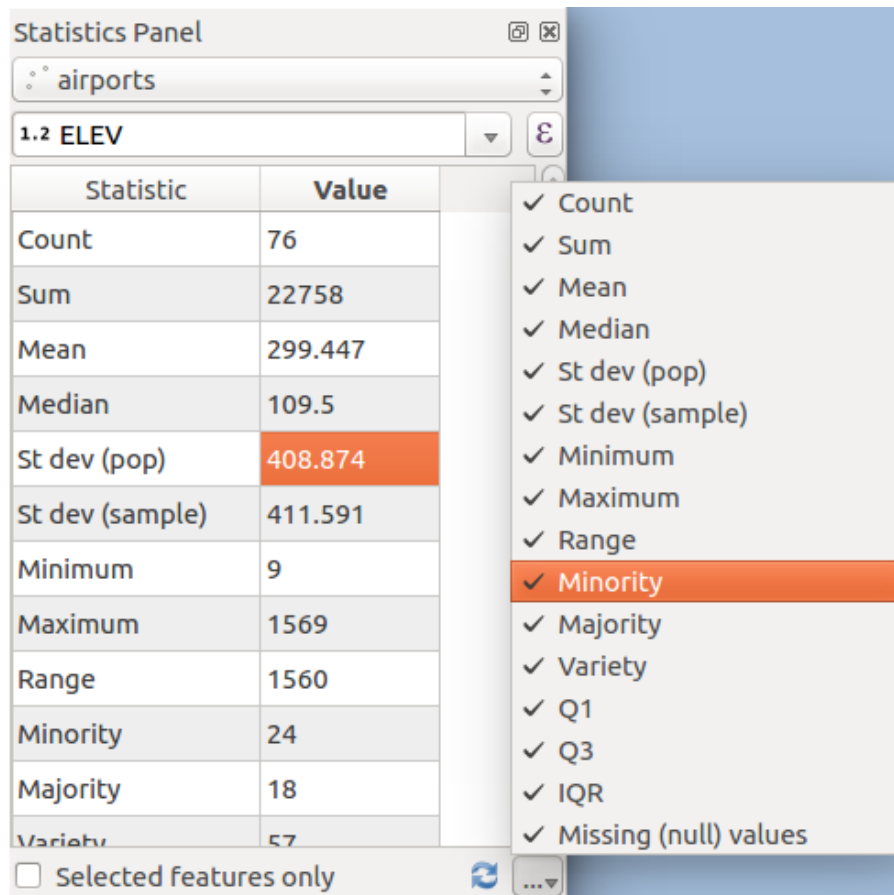 Statistics Panel
airports
1.2 ELEV ε
Statistic Value
Count 76
Sum 22758
Mean 299.447
Median 109.5
St dev (pop) 408.874
St dev (sample) 411.591
Minimum 9
Maximum 1569
Range 1560
Minority 24
Majority 18
Variety 57
Selected features only ...
Count
Sum
Mean
Median
St dev (pop)
St dev (sample)
Minimum
Maximum
Range
Minority
Majority
Variety
Q1
Q3
IQR
Missing (null) values